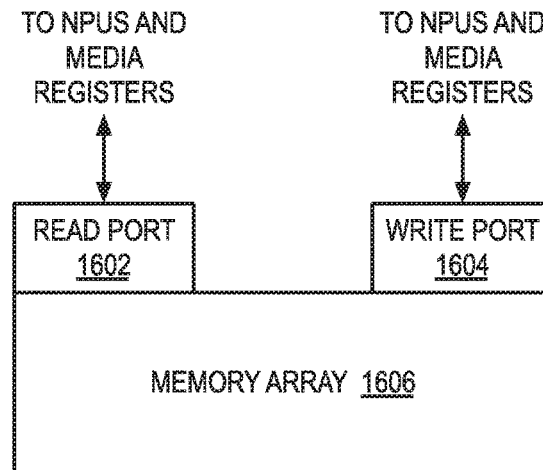 TO NPUS AND
MEDIA
REGISTERS
TO NPUS AND
MEDIA
REGISTERS
READ PORT
1602
WRITE PORT
1604
MEMORY ARRAY 1606